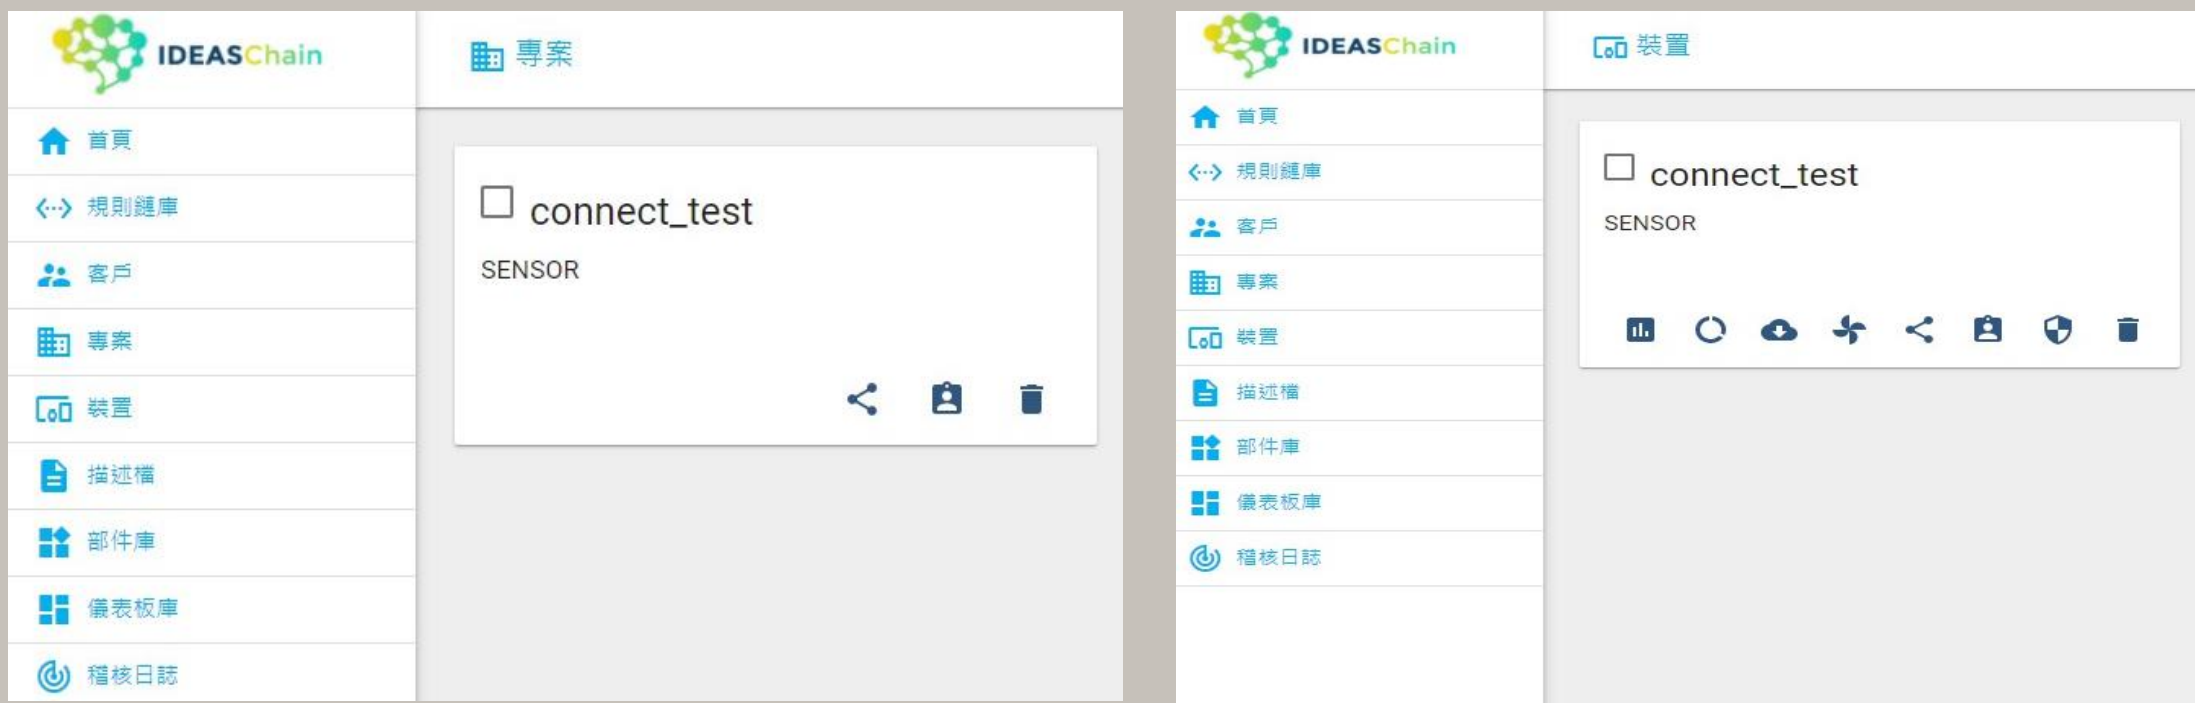 IDEASChain
專案
首頁
規則鏈庫
客戶
專案
裝置
描述檔
部件庫
儀表板庫
稽核日誌
connect_test
SENSOR
IDEASChain
裝置
首頁
規則鏈庫
客戶
專案
裝置
描述檔
部件庫
儀表板庫
稽核日誌
connect_test
SENSOR